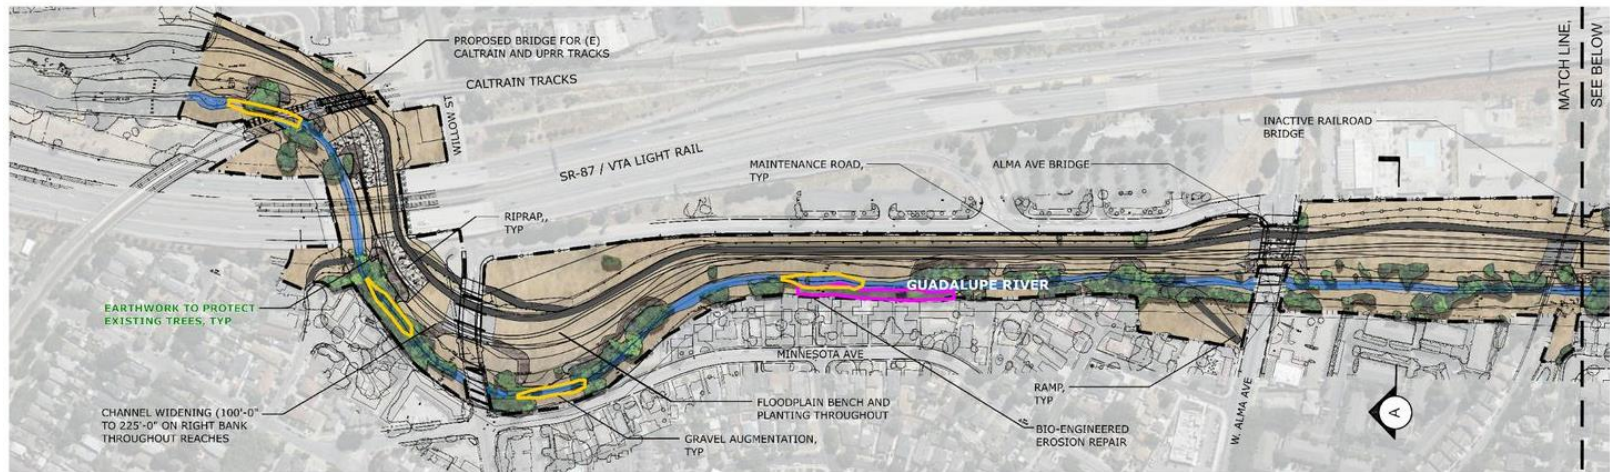 PROPOSED BRIDGE FOR (E)
CALTRAIN AND UPRR TRACKS
CALTRAIN TRACKS
WILLOW ST
SR-87 / VTA LIGHT RAIL
MATCH LINE,
SEE BELOW
INACTIVE RAILROAD
BRIDGE
MAINTENANCE ROAD,
TYP
ALMA AVE BRIDGE
RIPRAP,,
TYP
GUADALUPE RIVER
EARTHWORK TO PROTECT
EXISTING TREES, TYP
MINNESOTA AVE
RAMP,
TYP
W. ALMA AVE
A
CHANNEL WIDENING (100'-0"
TO 225'-0" ON RIGHT BANK
THROUGHOUT REACHES
FLOODPLAIN BENCH AND
PLANTING THROUGHOUT
GRAVEL AUGMENTATION,
TYP
BIO-ENGINEERED
EROSION REPAIR